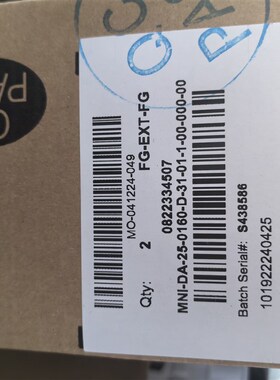 MO-041224-049
FG-EXT-FG
Qty: 2
0822334507
MNI-DA-25-0160-D-31-01-1-00-000-00
Batch Serial#: S438586
101922240425